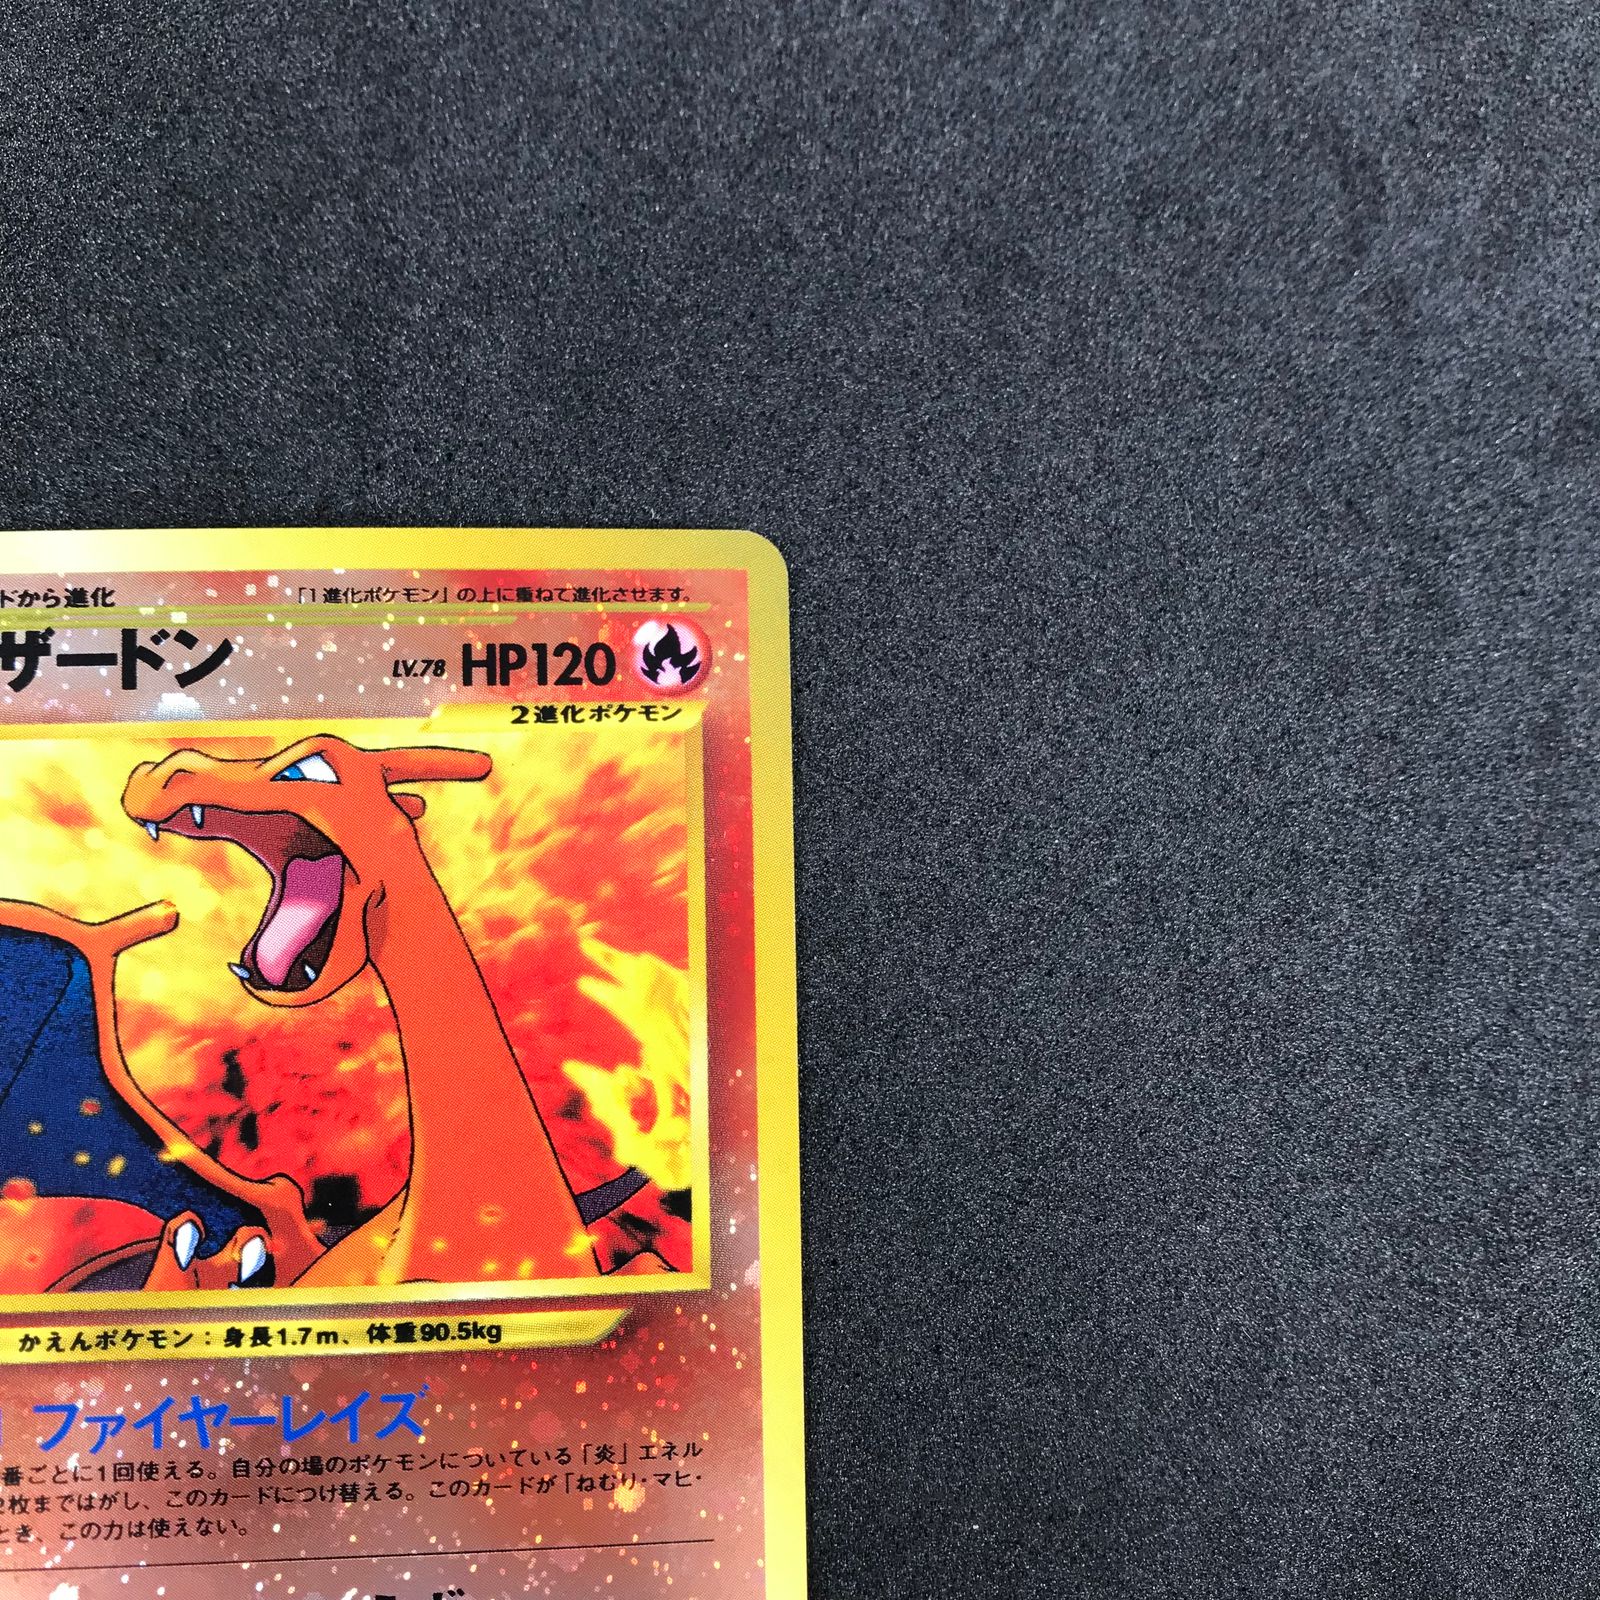 ドから進化
「1進化ポケモン」の上に重ねて進化させます。
ザードン LV.78 HP120
2進化ポケモン
かえんポケモン：身長1.7m、体重90.5kg
ファイヤーレイズ
番ごとに1回使える。自分の場のポケモンについている「炎」エネル
2枚まではがし、このカードにつけ替える。このカードが「ねむり・マヒ・
とき、この力は使えない。